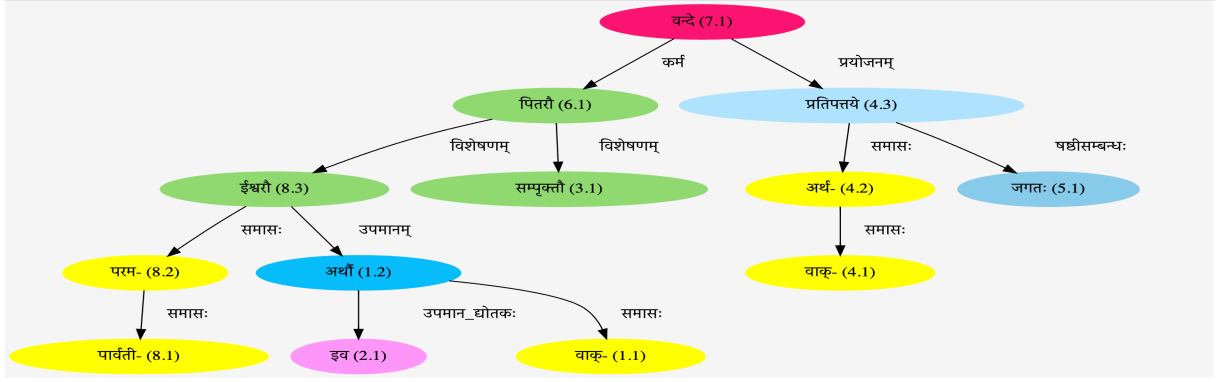 वन्दे (7.1)
कर्म प्रयोजनम्
पितरौ (6.1) प्रतिपत्तये (4.3)
विशेषणम् विशेषणम् समासः षष्ठीसम्बन्धः
ईश्वरौ (8.3) सम्पृक्तौ (3.1) अर्थ- (4.2) जगतः (5.1)
समासः उपमानम् समासः
परम- (8.2) अर्थौ (1.2) वाक्- (4.1)
समासः उपमान_द्योतकः समासः
पार्वती- (8.1) इव (2.1) वाक्- (1.1)